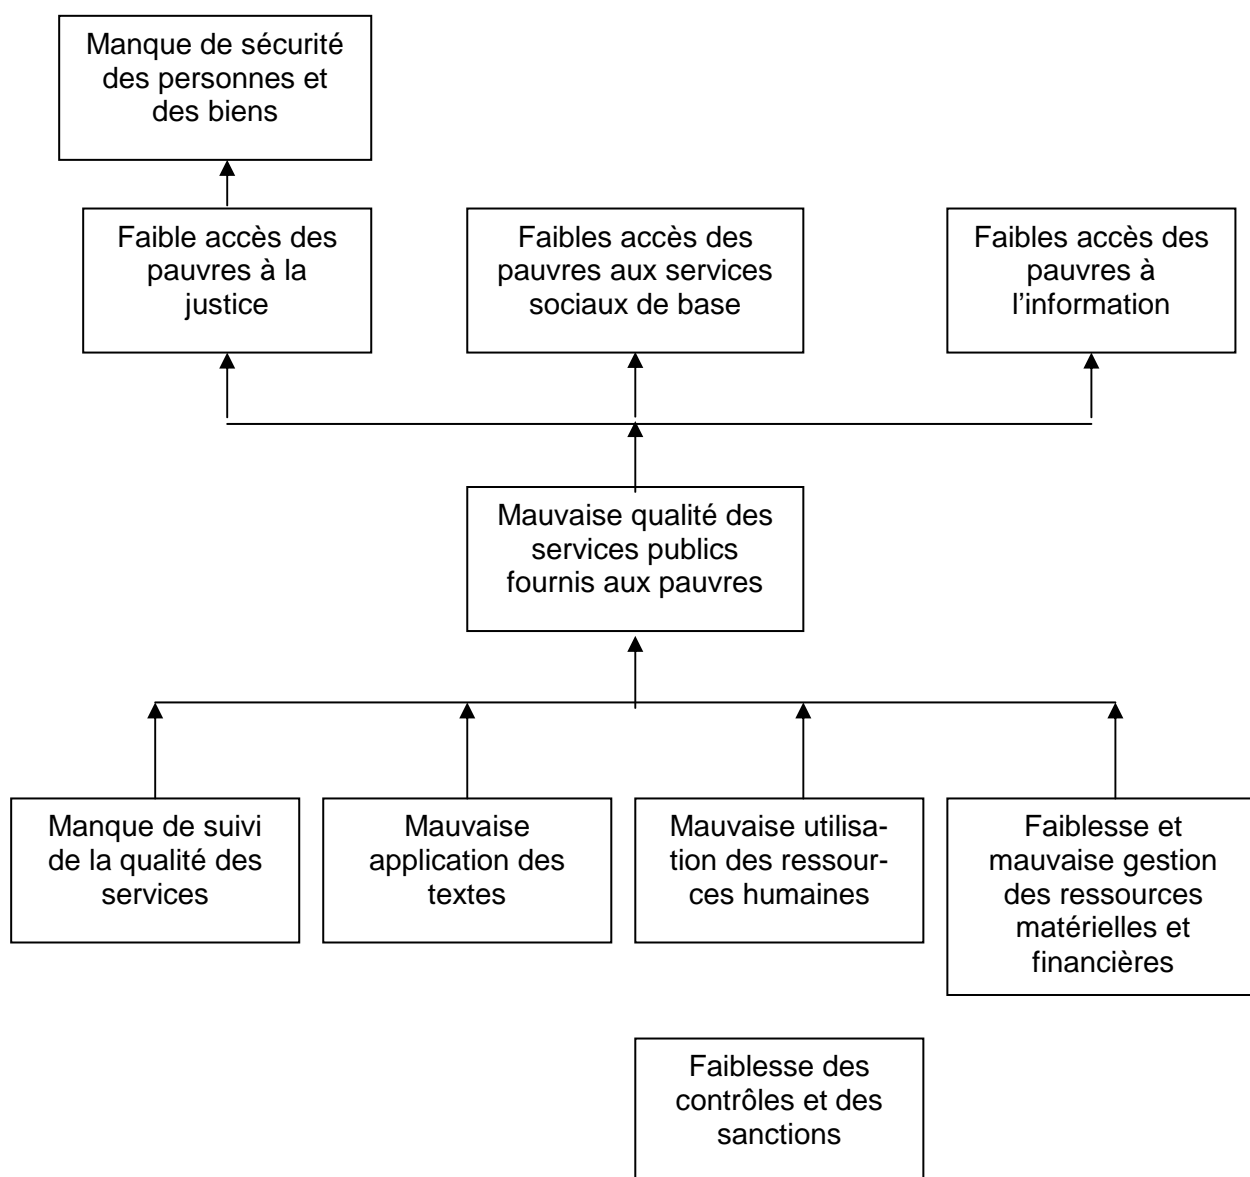 Manque de sécurité
des personnes et
des biens
Faible accès des
pauvres à la
justice
Faibles accès des
pauvres aux services
sociaux de base
Faibles accès des
pauvres à
l’information
Mauvaise qualité des
services publics
fournis aux pauvres
Manque de suivi
de la qualité des
services
Mauvaise
application des
textes
Mauvaise utilisa-
tion des ressour-
ces humaines
Faiblesse et
mauvaise gestion
des ressources
matérielles et
financières
Faiblesse des
contrôles et des
sanctions